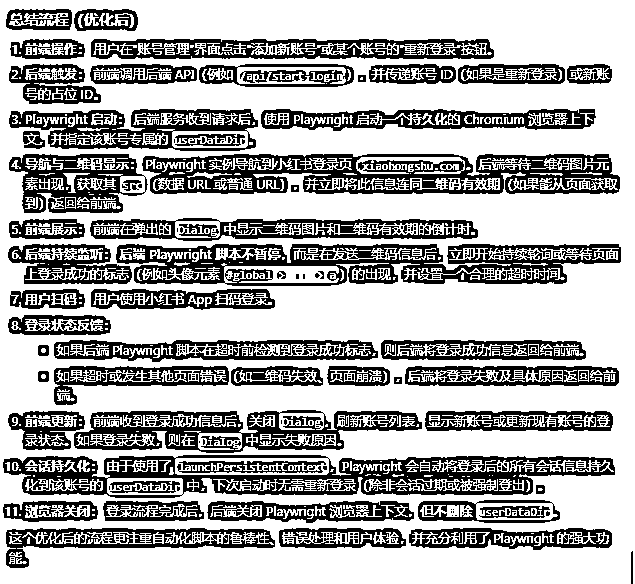 总结流程（优化后）
1. 前端操作： 用户在“账号管理”界面点击“添加新账号”或某个账号的“重新登录”按钮。
2. 后端触发： 前端调用后端 API（例如 /api/start-login），并传递账号 ID（如果是重新登录）或新账
号的占位 ID。
3. Playwright 启动： 后端服务收到请求后，使用 Playwright 启动一个持久化的 Chromium 浏览器上下
文，并指定该账号专属的 userDataDir。
4. 导航与二维码显示： Playwright 实例导航到小红书登录页 xiaohongshu.com，后端等待二维码图片元
素出现，获取其 src（数据 URL 或普通 URL），并立即将此信息连同二维码有效期（如果能从页面获取
到）返回给前端。
5. 前端展示： 前端在弹出的 Dialog 中显示二维码图片和二维码有效期的倒计时。
6. 后端持续监听： 后端 Playwright 脚本不暂停，而是在发送二维码信息后，立即开始持续轮询或等待页面
上登录成功的标志（例如头像元素 #global > ）的出现，并设置一个合理的超时时间。
7. 用户扫码： 用户使用小红书 App 扫码登录。
8. 登录状态反馈：
○ 如果后端 Playwright 脚本在超时前检测到登录成功标志，则后端将登录成功信息返回给前端。
○ 如果超时或发生其他页面错误（如二维码失效、页面崩溃），后端将登录失败及具体原因返回给前
端。
9. 前端更新： 前端收到登录成功信息后，关闭 Dialog，刷新账号列表，显示新账号或更新现有账号的登
录状态。如果登录失败，则在 Dialog 中显示失败原因。
10. 会话持久化： 由于使用了 launchPersistentContext，Playwright 会自动将登录后的所有会话信息持久
化到该账号的 userDataDir 中，下次启动时无需重新登录（除非会话过期或被强制登出）。
11. 浏览器关闭： 登录流程完成后，后端关闭 Playwright 浏览器上下文，但不删除 userDataDir。
这个优化后的流程更注重自动化脚本的鲁棒性、错误处理和用户体验，并充分利用了 Playwright 的强大功
能。